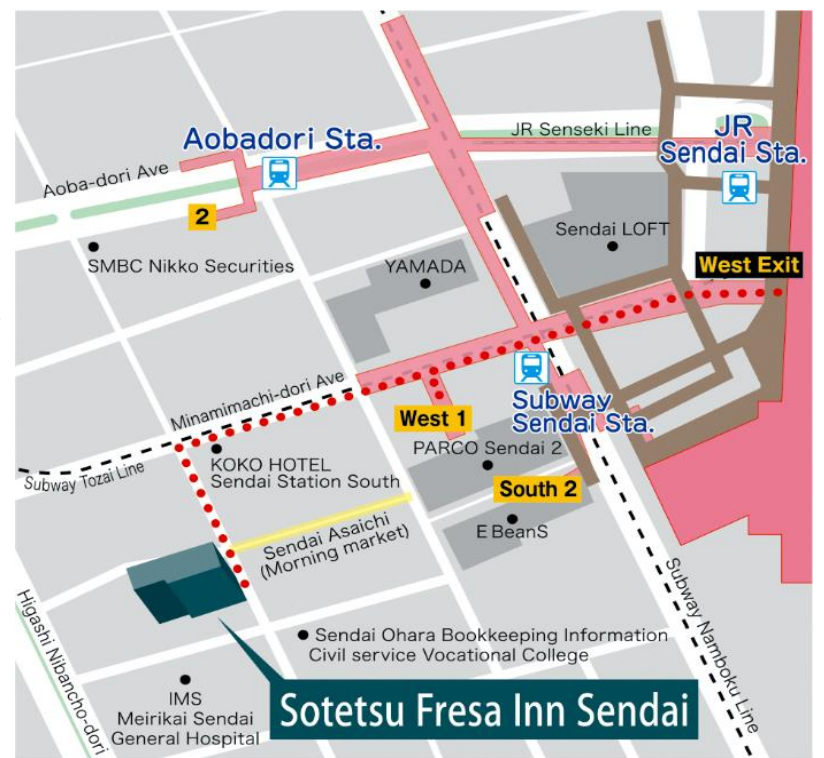 JR Senseki Line
JR
Sendai Sta.
Aobadori Sta.
Aoba-dori Ave
2
SMBC Nikko Securities
Sendai LOFT
YAMADA
West Exit
Minamimachi-dori Ave
Subway
Sendai Sta.
West 1
PARCO Sendai 2
KOKO HOTEL
Sendai Station South
Subway Tozai Line
South 2
E BeanS
Sendai Asaichi
(Morning market)
Subway Namboku Line
Higashi Nibancho-dori
Sendai Ohara Bookkeeping Information
Civil service Vocational College
IMS
Meirikai Sendai
General Hospital
Sotetsu Fresa Inn Sendai